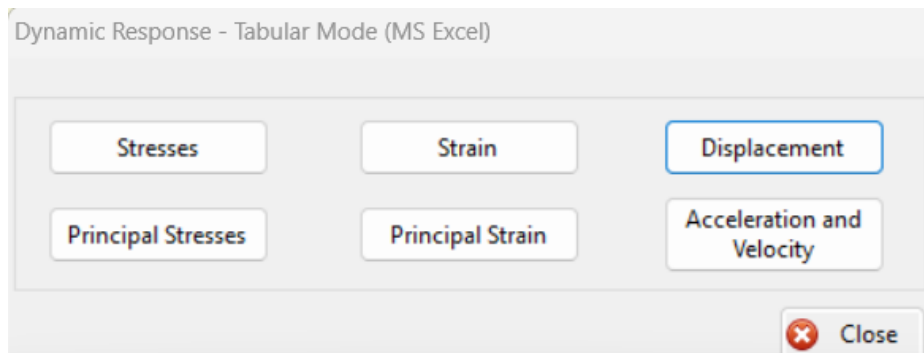 Dynamic Response - Tabular Mode (MS Excel)
Stresses
Strain
Displacement
Principal Stresses
Principal Strain
Acceleration and
Velocity
Close